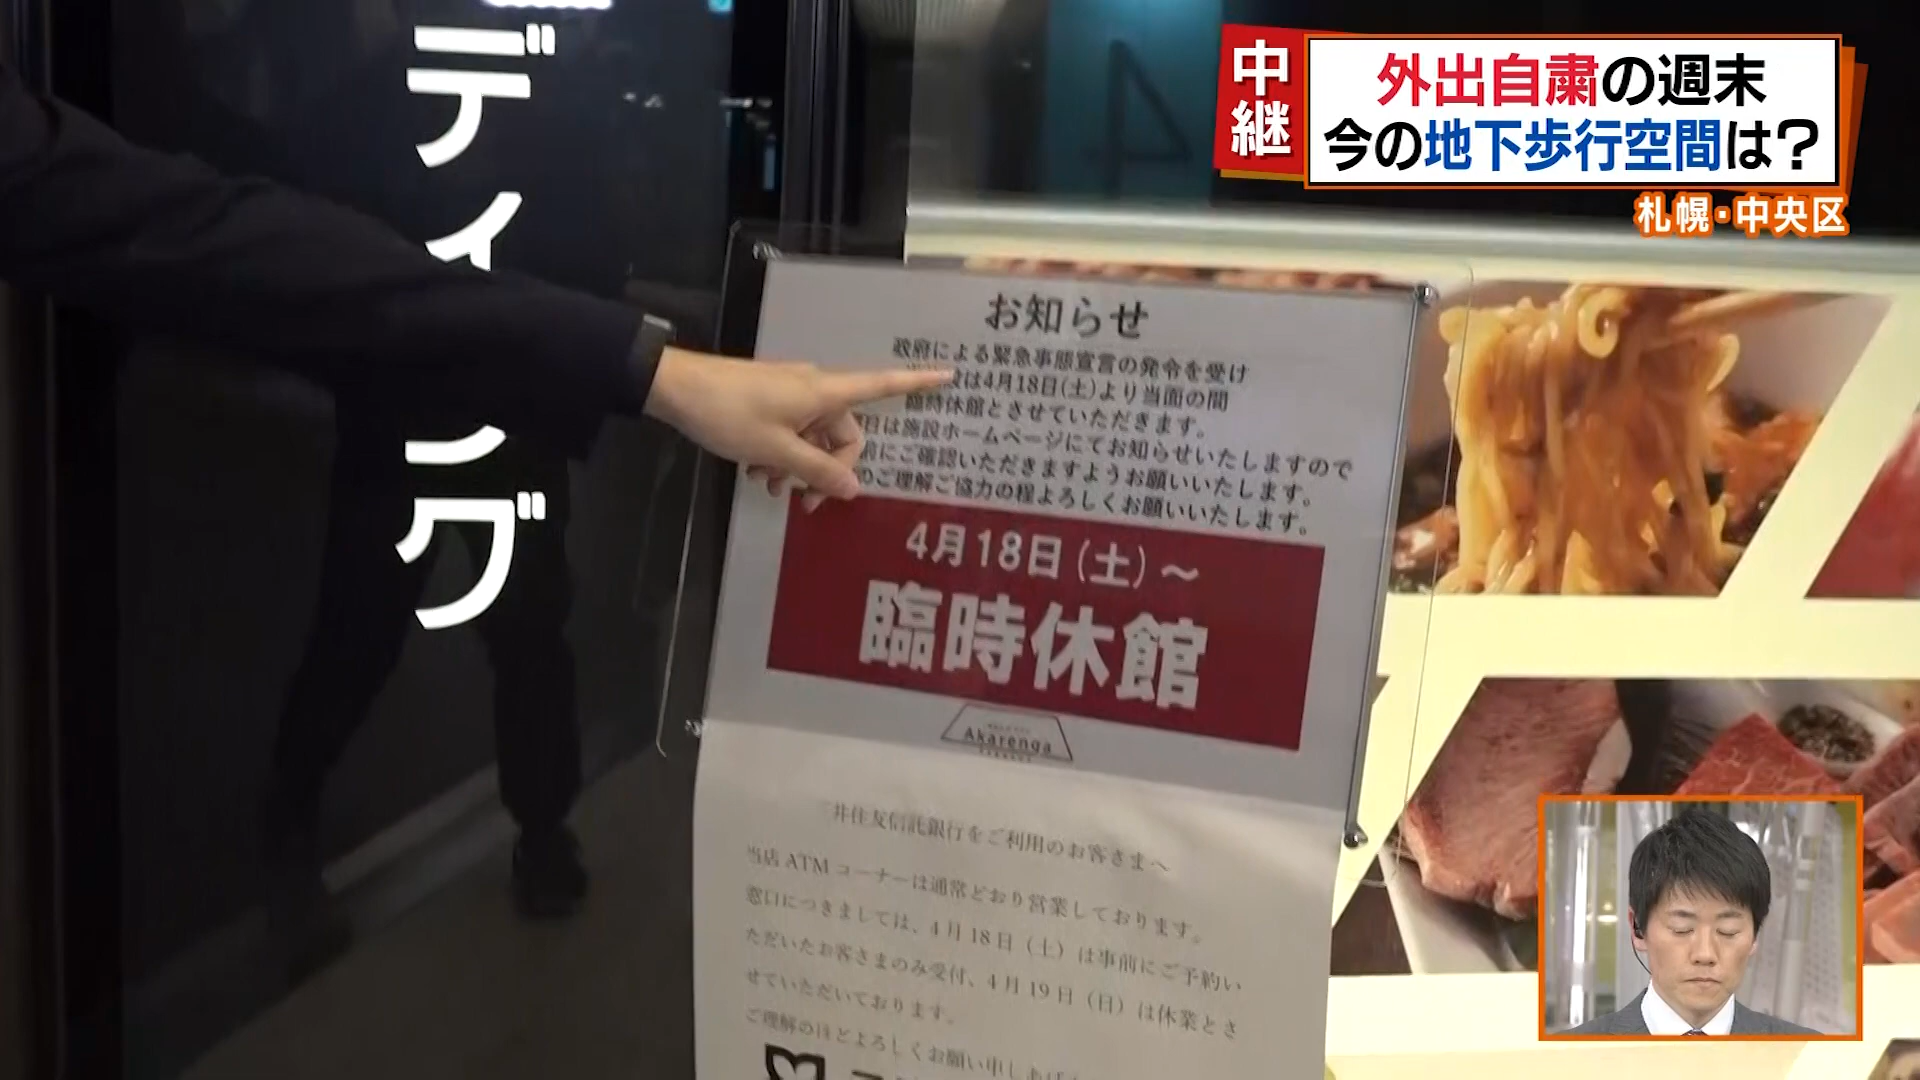 中継
外出自粛の週末
今の地下歩行空間は?
札幌・中央区
ディ
グ
お知らせ
政府による緊急事態宣言の発令を受け
は4月18日(土)より当面の間
臨時休館とさせていただきます。
日は施設ホームページにてお知らせいたしますので
前にご確認いただきますようお願いいたします。
のご理解ご協力の程よろしくお願いいたします。
4月18日(土)~
臨時休館
Akarenga
井住友信託銀行をご利用のお客さまへ
当店ATMコーナーは通常どおり営業しております。
窓口につきましては、4月18日(土)は事前にご予約い
ただいたお客さまのみ受付、4月19日(日)は休業とさ
せていただいております。
ご理解のほどよろしくお願い申しあげ